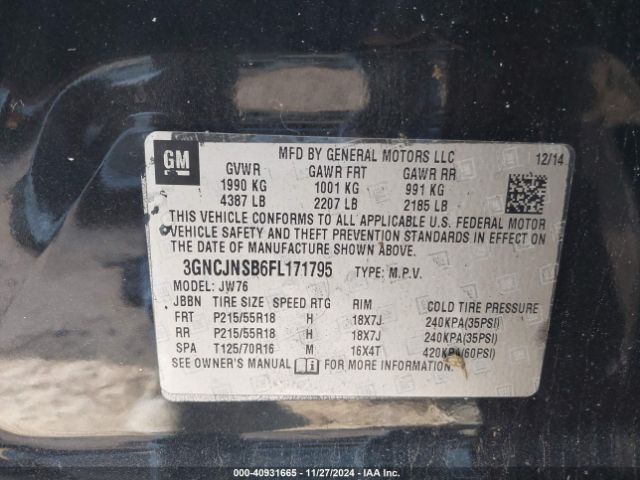 GM
MFD BY GENERAL MOTORS LLC 12/14
GVWR GAWR FRT GAWR RR
1990 KG 1001 KG 991 KG
4387 LB 2207 LB 2185 LB
THIS VEHICLE CONFORMS TO ALL APPLICABLE U.S. FEDERAL MOTOR
VEHICLE SAFETY AND THEFT PREVENTION STANDARDS IN EFFECT ON
THE DATE OF MANUFACTURE SHOWN ABOVE.
3GNCJNSB6FL171795 TYPE: M.P.V.
MODEL: JW76
JBBN TIRE SIZE SPEED RTG RIM COLD TIRE PRESSURE
FRT P215/55R18 H 18X7J 240KPA(35PSI)
RR P215/55R18 H 18X7J 240KPA(35PSI)
SPA T125/70R16 M 16X4T 420KPA(60PSI)
SEE OWNER'S MANUAL FOR MORE INFORMATION.
000-40931665 - 11/27/2024 - IAA Inc.